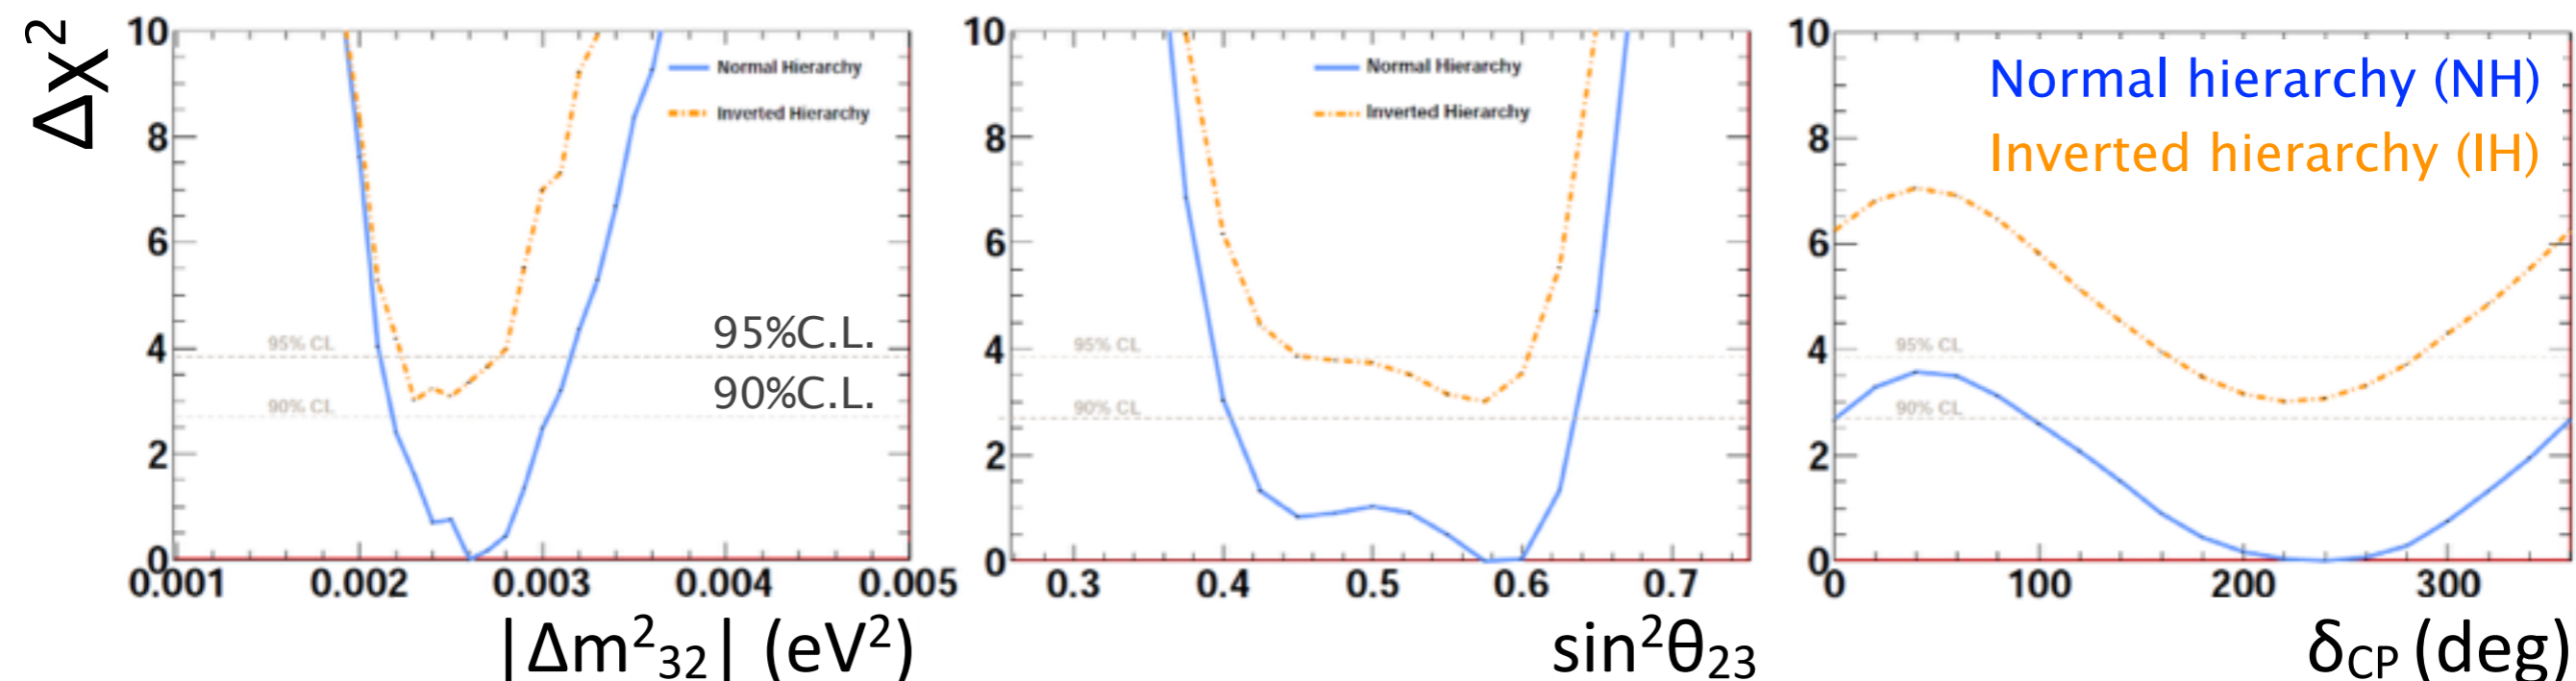 Δχ²
10
8
6
4
2
0
0.001 0.002 0.003 0.004 0.005
Normal Hierarchy
Inverted Hierarchy
95% CL
90% CL
95%C.L.
90%C.L.
|Δm²₃₂| (eV²)
10
8
6
4
2
0
0.3 0.4 0.5 0.6 0.7
Normal Hierarchy
Inverted Hierarchy
95% CL
90% CL
sin²θ₂₃
10
8
6
4
2
0
0 100 200 300
Normal hierarchy (NH)
Inverted hierarchy (IH)
95% CL
90% CL
δCP (deg)